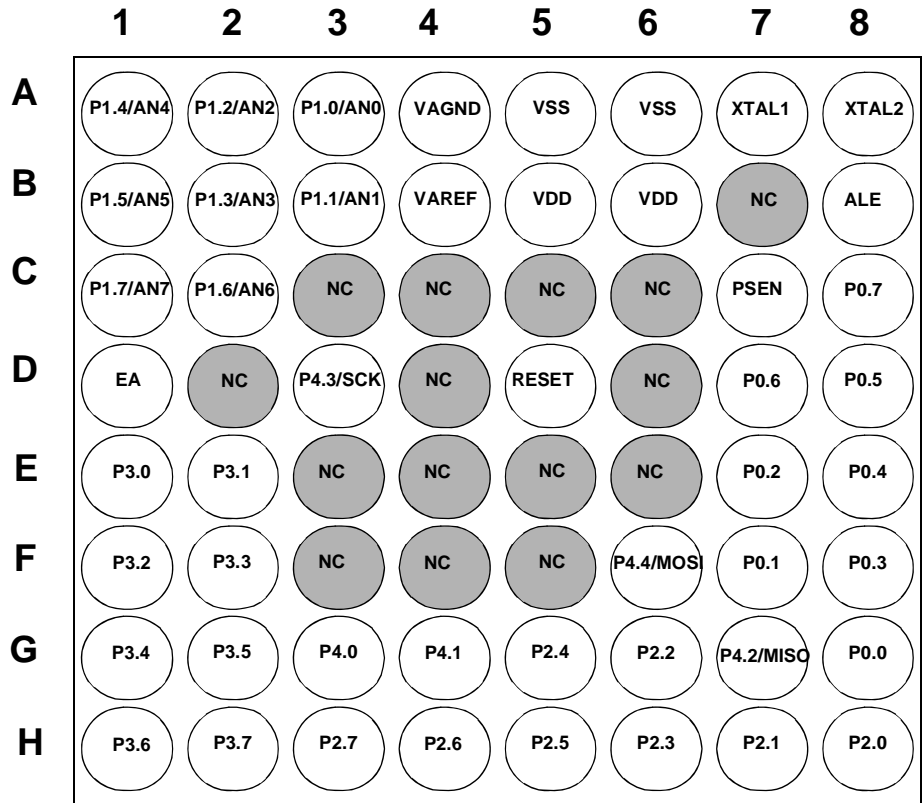 1 2 3 4 5 6 7 8
A P1.4/AN4 P1.2/AN2 P1.0/AN0 VAGND VSS VSS XTAL1 XTAL2
B P1.5/AN5 P1.3/AN3 P1.1/AN1 VAREF VDD VDD NC ALE
C P1.7/AN7 P1.6/AN6 NC NC NC NC PSEN P0.7
D EA NC P4.3/SCK NC RESET NC P0.6 P0.5
E P3.0 P3.1 NC NC NC NC P0.2 P0.4
F P3.2 P3.3 NC NC NC P4.4/MOSI P0.1 P0.3
G P3.4 P3.5 P4.0 P4.1 P2.4 P2.2 P4.2/MISO P0.0
H P3.6 P3.7 P2.7 P2.6 P2.5 P2.3 P2.1 P2.0